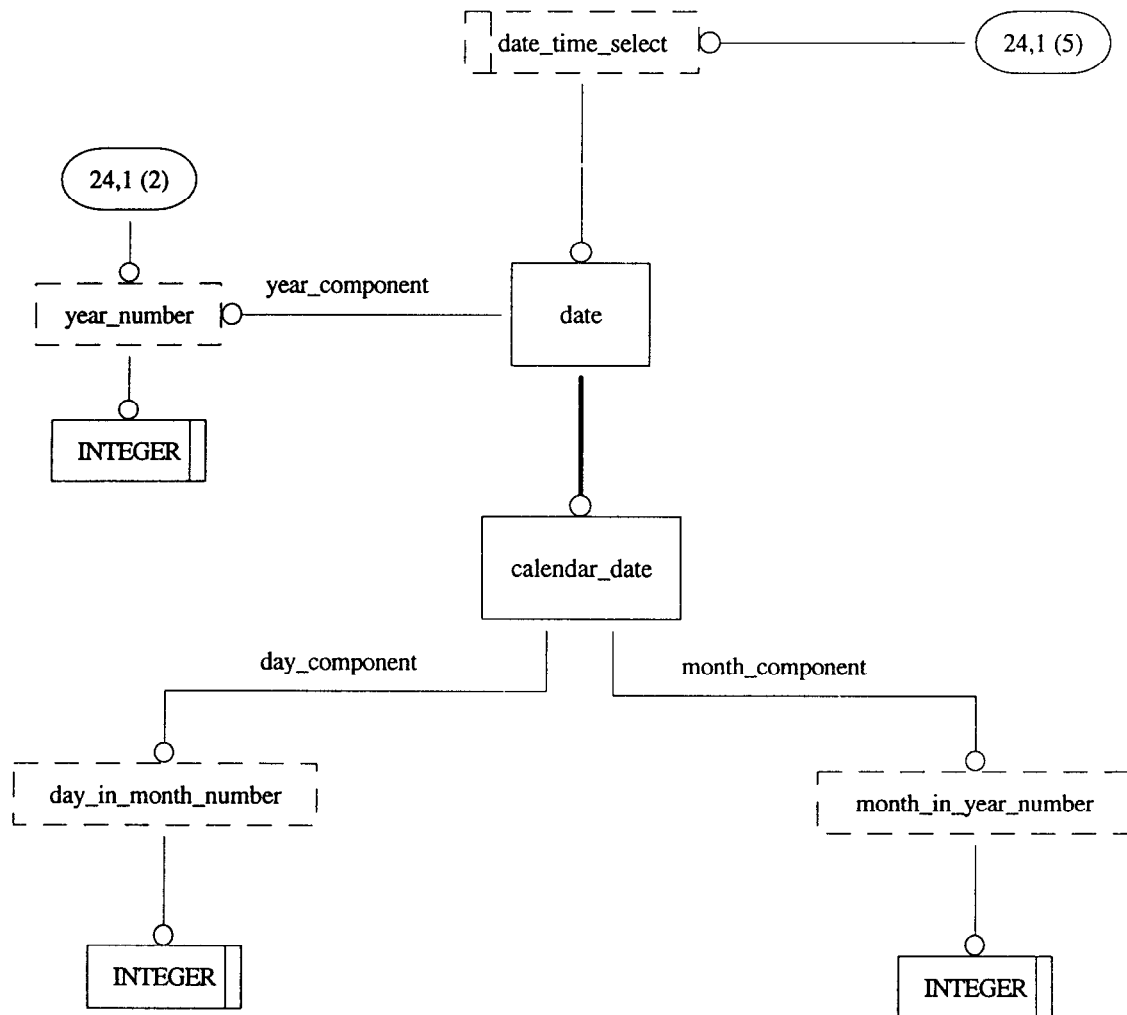 date_time_select
24,1 (5)
24,1 (2)
year_component
year_number
date
INTEGER
calendar_date
day_component
month_component
day_in_month_number
month_in_year_number
INTEGER
INTEGER